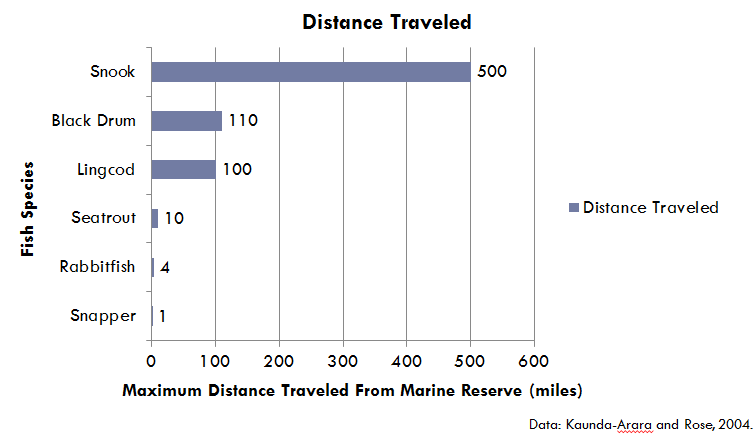 Distance Traveled
Snook 500
Black Drum 110
Lingcod 100
Seatrout 10
Rabbitfish 4
Snapper 1
Fish Species
0 100 200 300 400 500 600
Maximum Distance Traveled From Marine Reserve (miles)
Distance Traveled
Data: Kaunda-Arara and Rose, 2004.